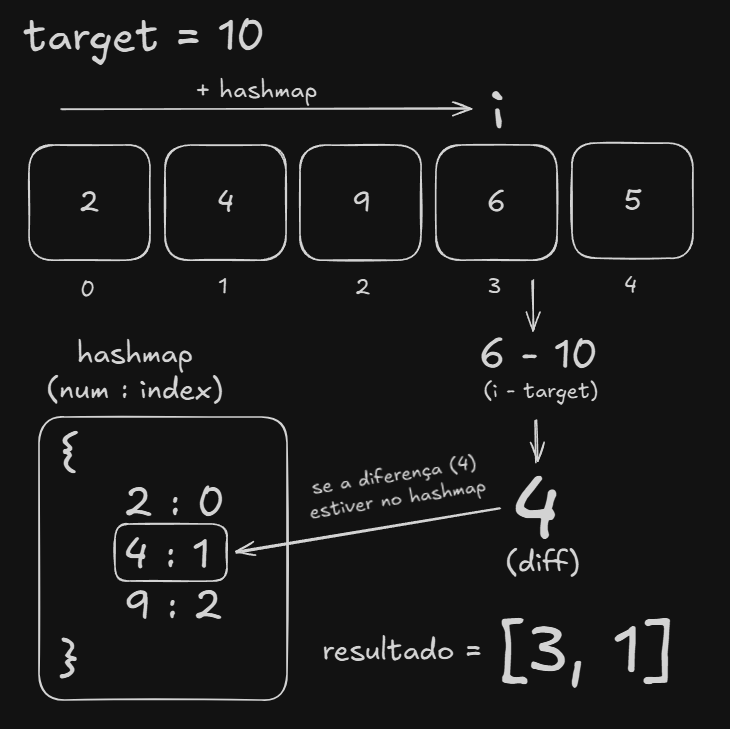 target = 10
+ hashmap
i
2 4 9 6 5
0 1 2 3 4
6 - 10
(i - target)
hashmap
(num : index)
{
2 : 0
4 : 1
9 : 2
}
se a diferença (4)
estiver no hashmap
4
(diff)
resultado = [3, 1]